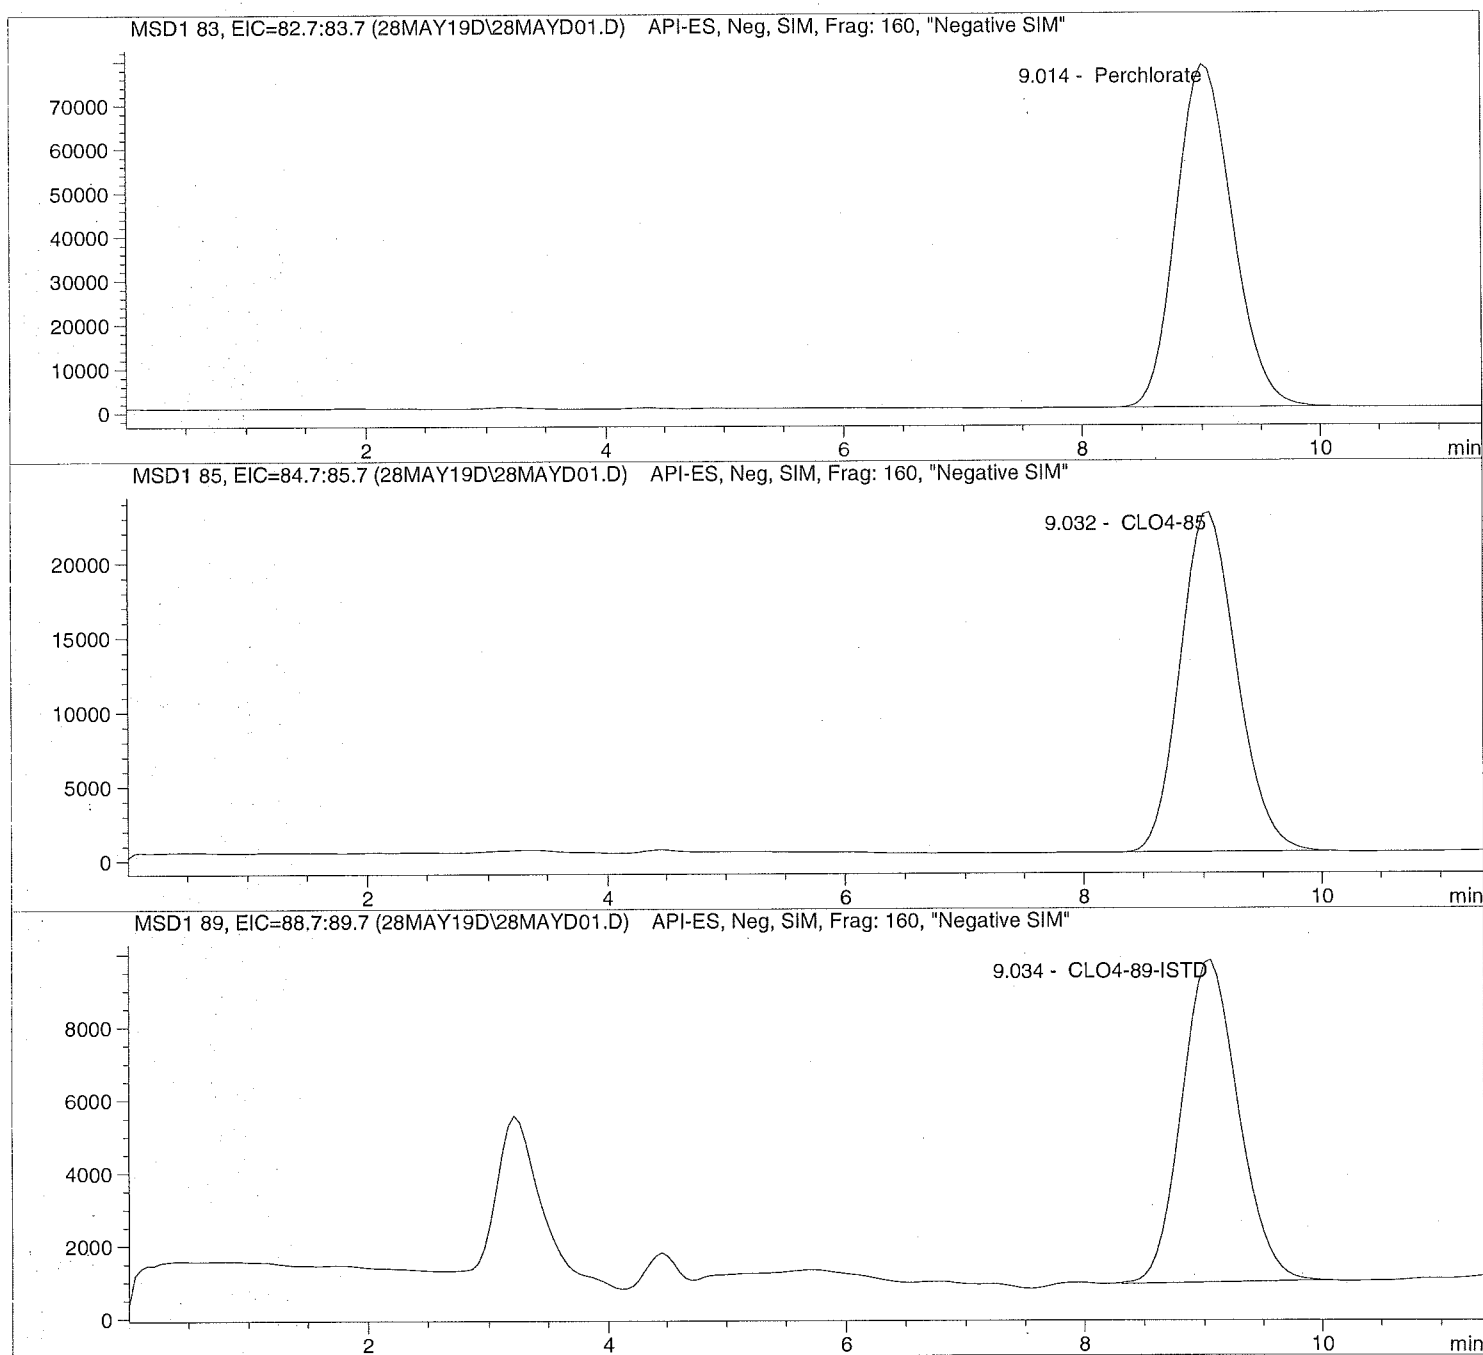 MSD1 83, EIC=82.7:83.7 (28MAY19D\28MAYD01.D) API-ES, Neg, SIM, Frag: 160, "Negative SIM"
9.014 - Perchlorate
70000
60000
50000
40000
30000
20000
10000
0
2 4 6 8 10 min
MSD1 85, EIC=84.7:85.7 (28MAY19D\28MAYD01.D) API-ES, Neg, SIM, Frag: 160, "Negative SIM"
9.032 - CLO4-85
20000
15000
10000
5000
0
2 4 6 8 10 min
MSD1 89, EIC=88.7:89.7 (28MAY19D\28MAYD01.D) API-ES, Neg, SIM, Frag: 160, "Negative SIM"
9.034 - CLO4-89-ISTD
8000
6000
4000
2000
0
2 4 6 8 10 min